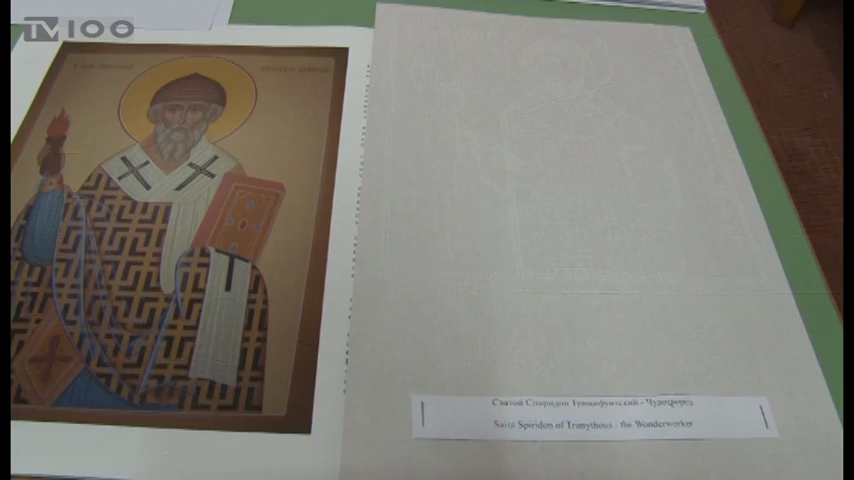 TV100
Святой Спиридон Тримифунтский - Чудотворец
Saint Spiridon of Trimythous - the Wonderworker